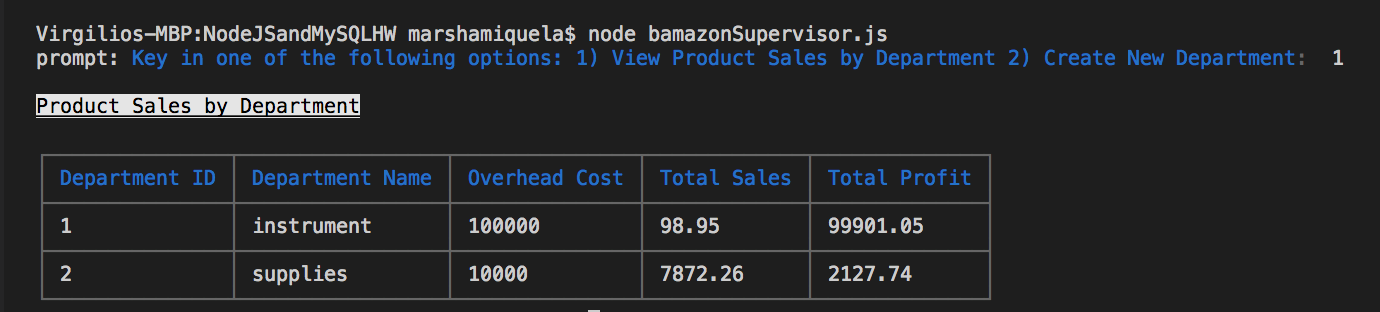 Virgilios-MBP:NodeJSandMySQLHW marshamiquela$ node bamazonSupervisor.js
prompt: Key in one of the following options: 1) View Product Sales by Department 2) Create New Department:  1
Product Sales by Department
Department ID Department Name Overhead Cost Total Sales Total Profit
1 instrument 100000 98.95 99901.05
2 supplies 10000 7872.26 2127.74